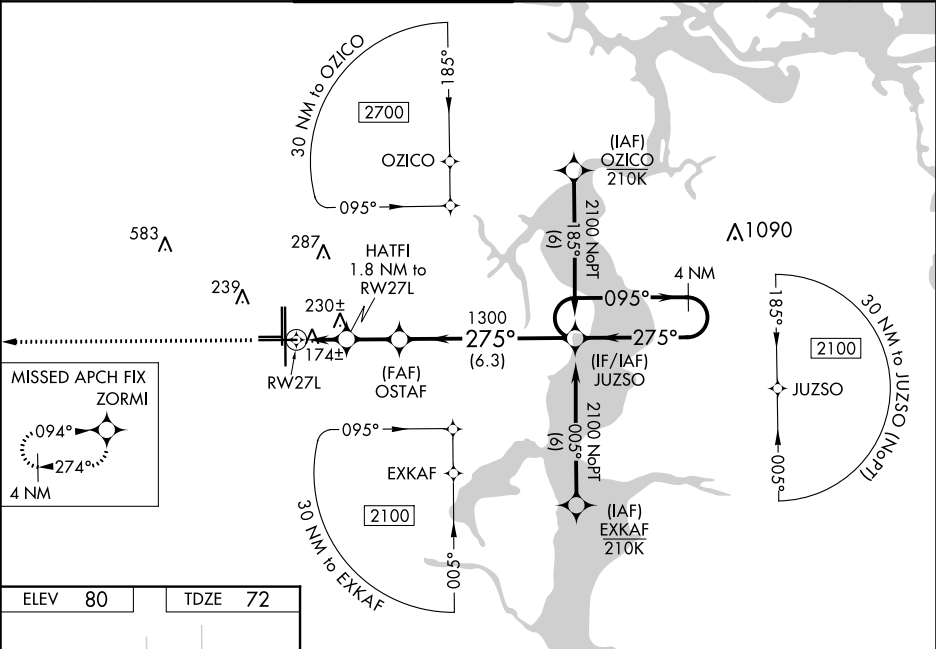 30 NM to OZICO
185°
2700
OZICO
095°
(IAF)
OZICO
210K
2100 NoPT
185°
(6)
1090
583
287
HATFI
1.8 NM to
RW27L
239
230±
174±
RW27L
1300
275°
(6.3)
(FAF)
OSTAF
4 NM
095°
275°
(IF/IAF)
JUZSO
185°
30 NM to JUZSO (NoPT)
2100
JUZSO
005°
MISSED APCH FIX
ZORMI
094°
274°
4 NM
095°
EXKAF
2100
30 NM to EXKAF
005°
2100 NoPT
005°
(6)
(IAF)
EXKAF
210K
ELEV 80
TDZE 72